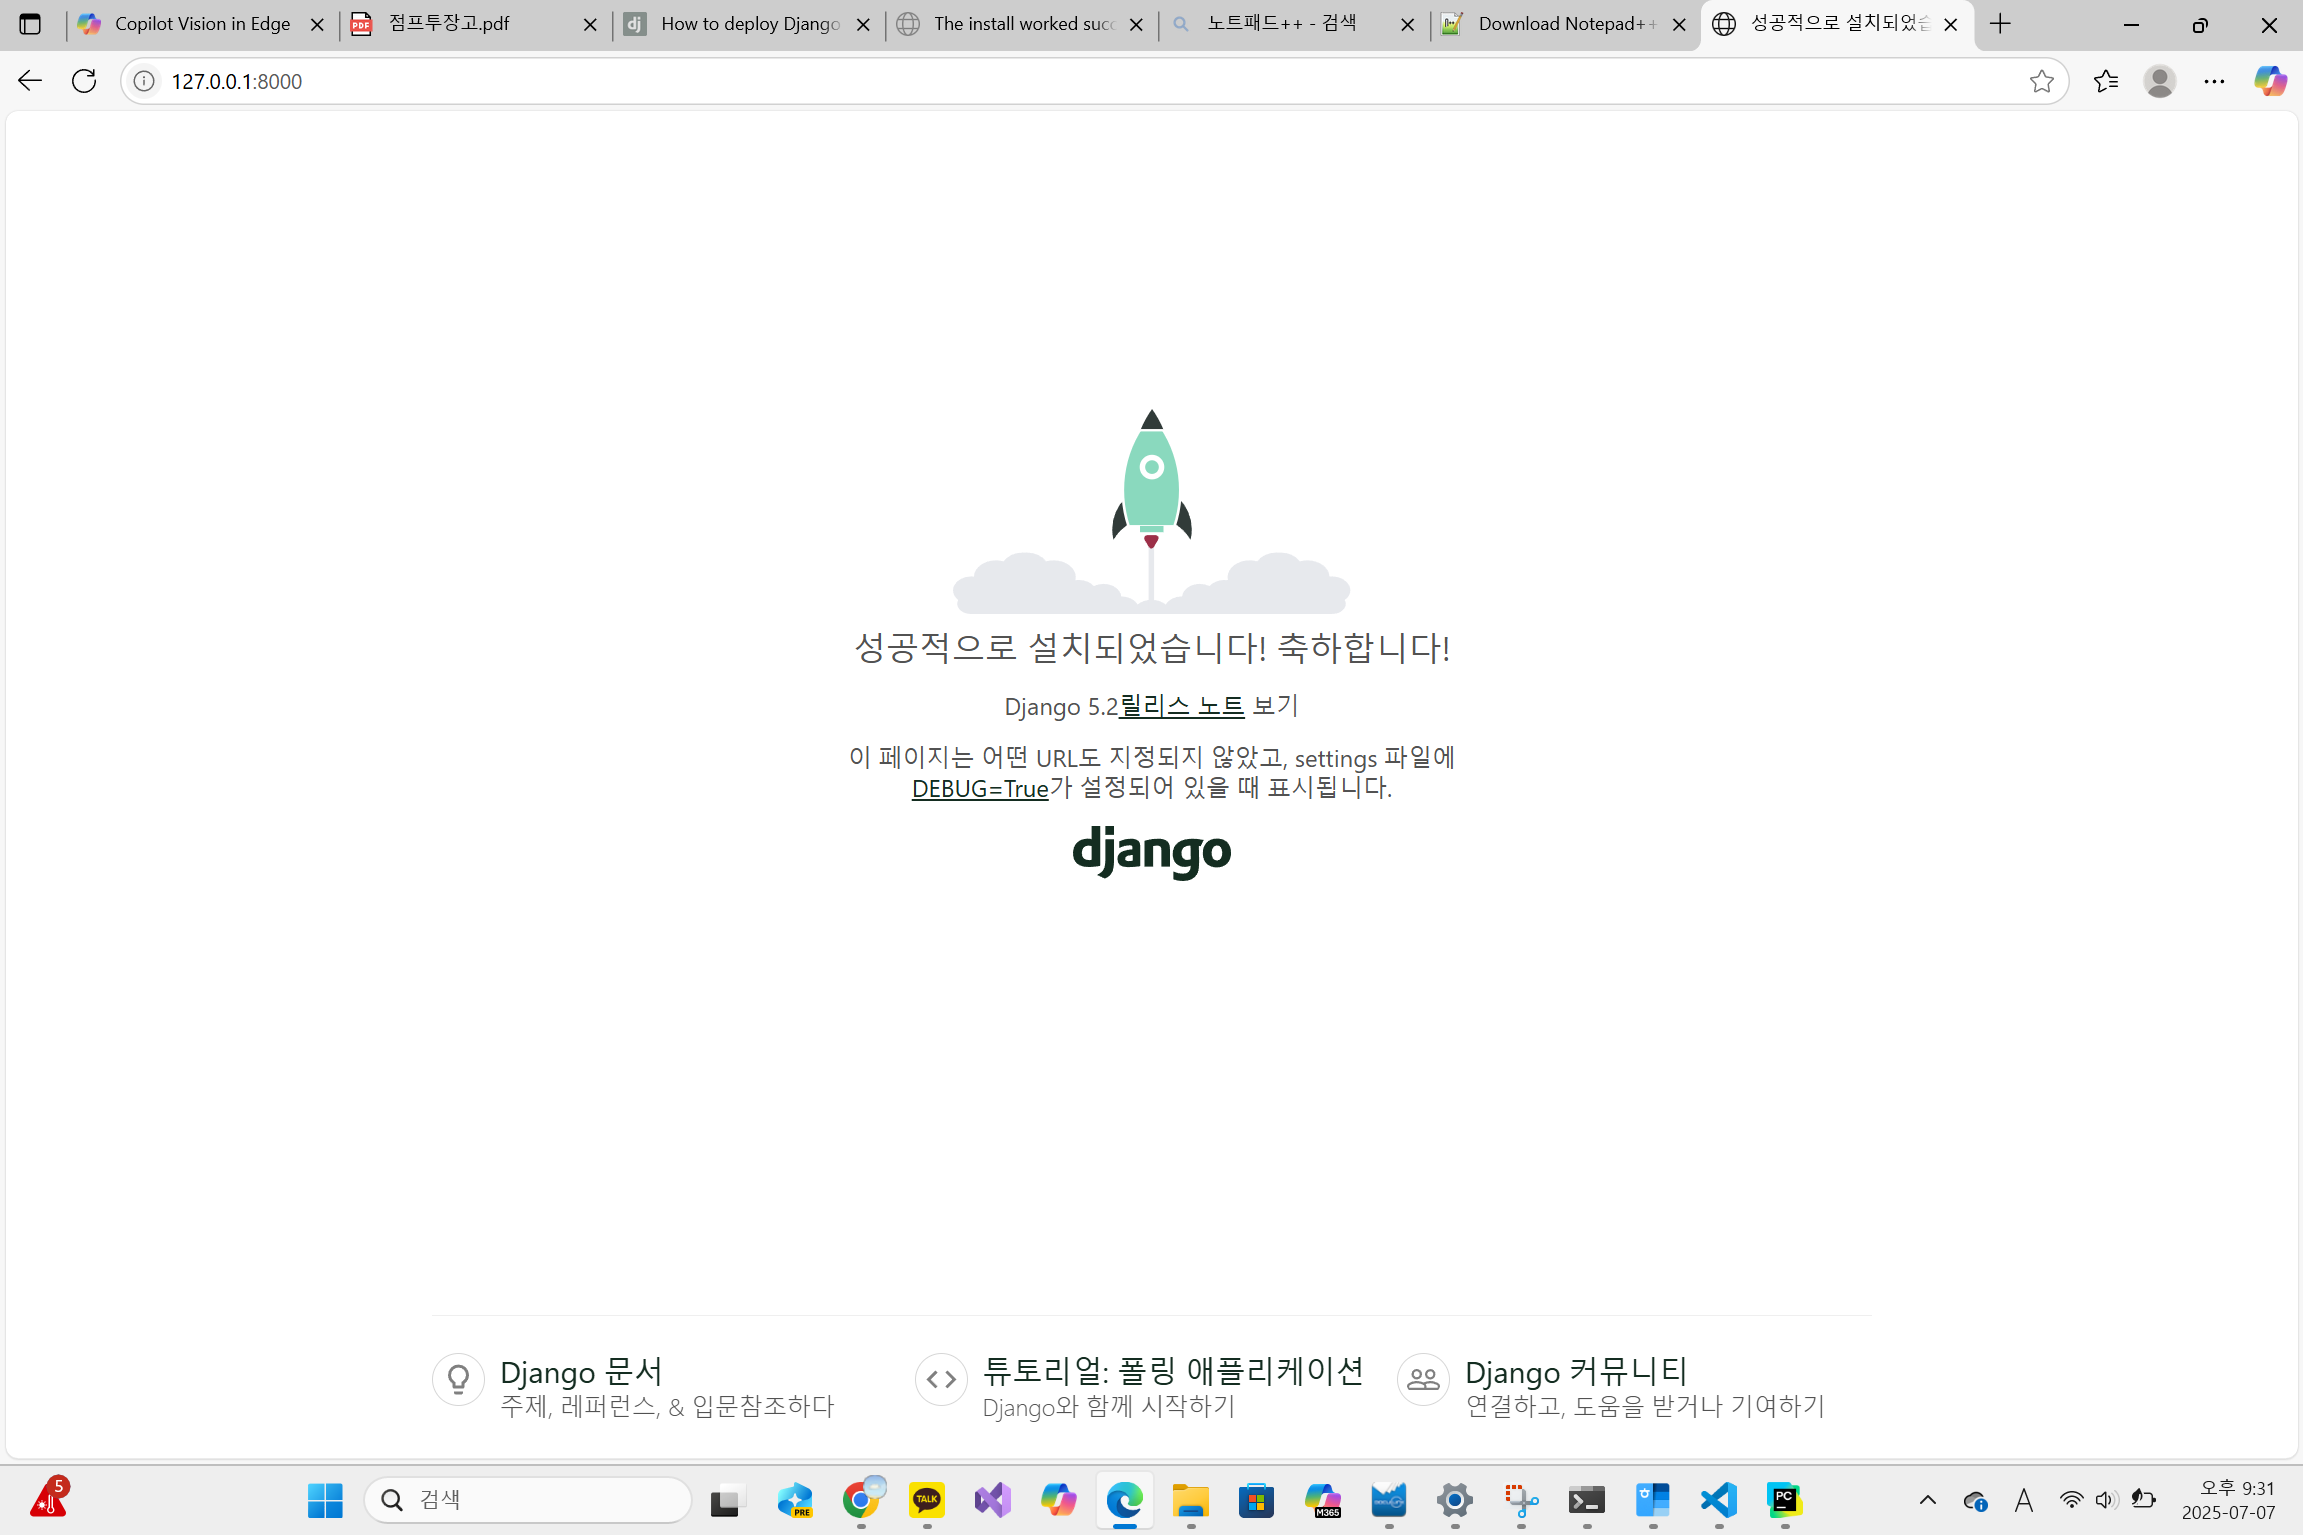 Copilot Vision in Edge
점프투장고.pdf
How to deploy Django
The install worked succ
노트패드++ - 검색
Download Notepad++
성공적으로 설치되었습
127.0.0.1:8000
성공적으로 설치되었습니다! 축하합니다!
Django 5.2릴리스 노트 보기
이 페이지는 어떤 URL도 지정되지 않았고, settings 파일에
DEBUG=True가 설정되어 있을 때 표시됩니다.
django
Django 문서
주제, 레퍼런스, & 입문참조하다
튜토리얼: 폴링 애플리케이션
Django와 함께 시작하기
Django 커뮤니티
연결하고, 도움을 받거나 기여하기
5
검색
PRE
TALK
M365
PC
A
오후 9:31
2025-07-07